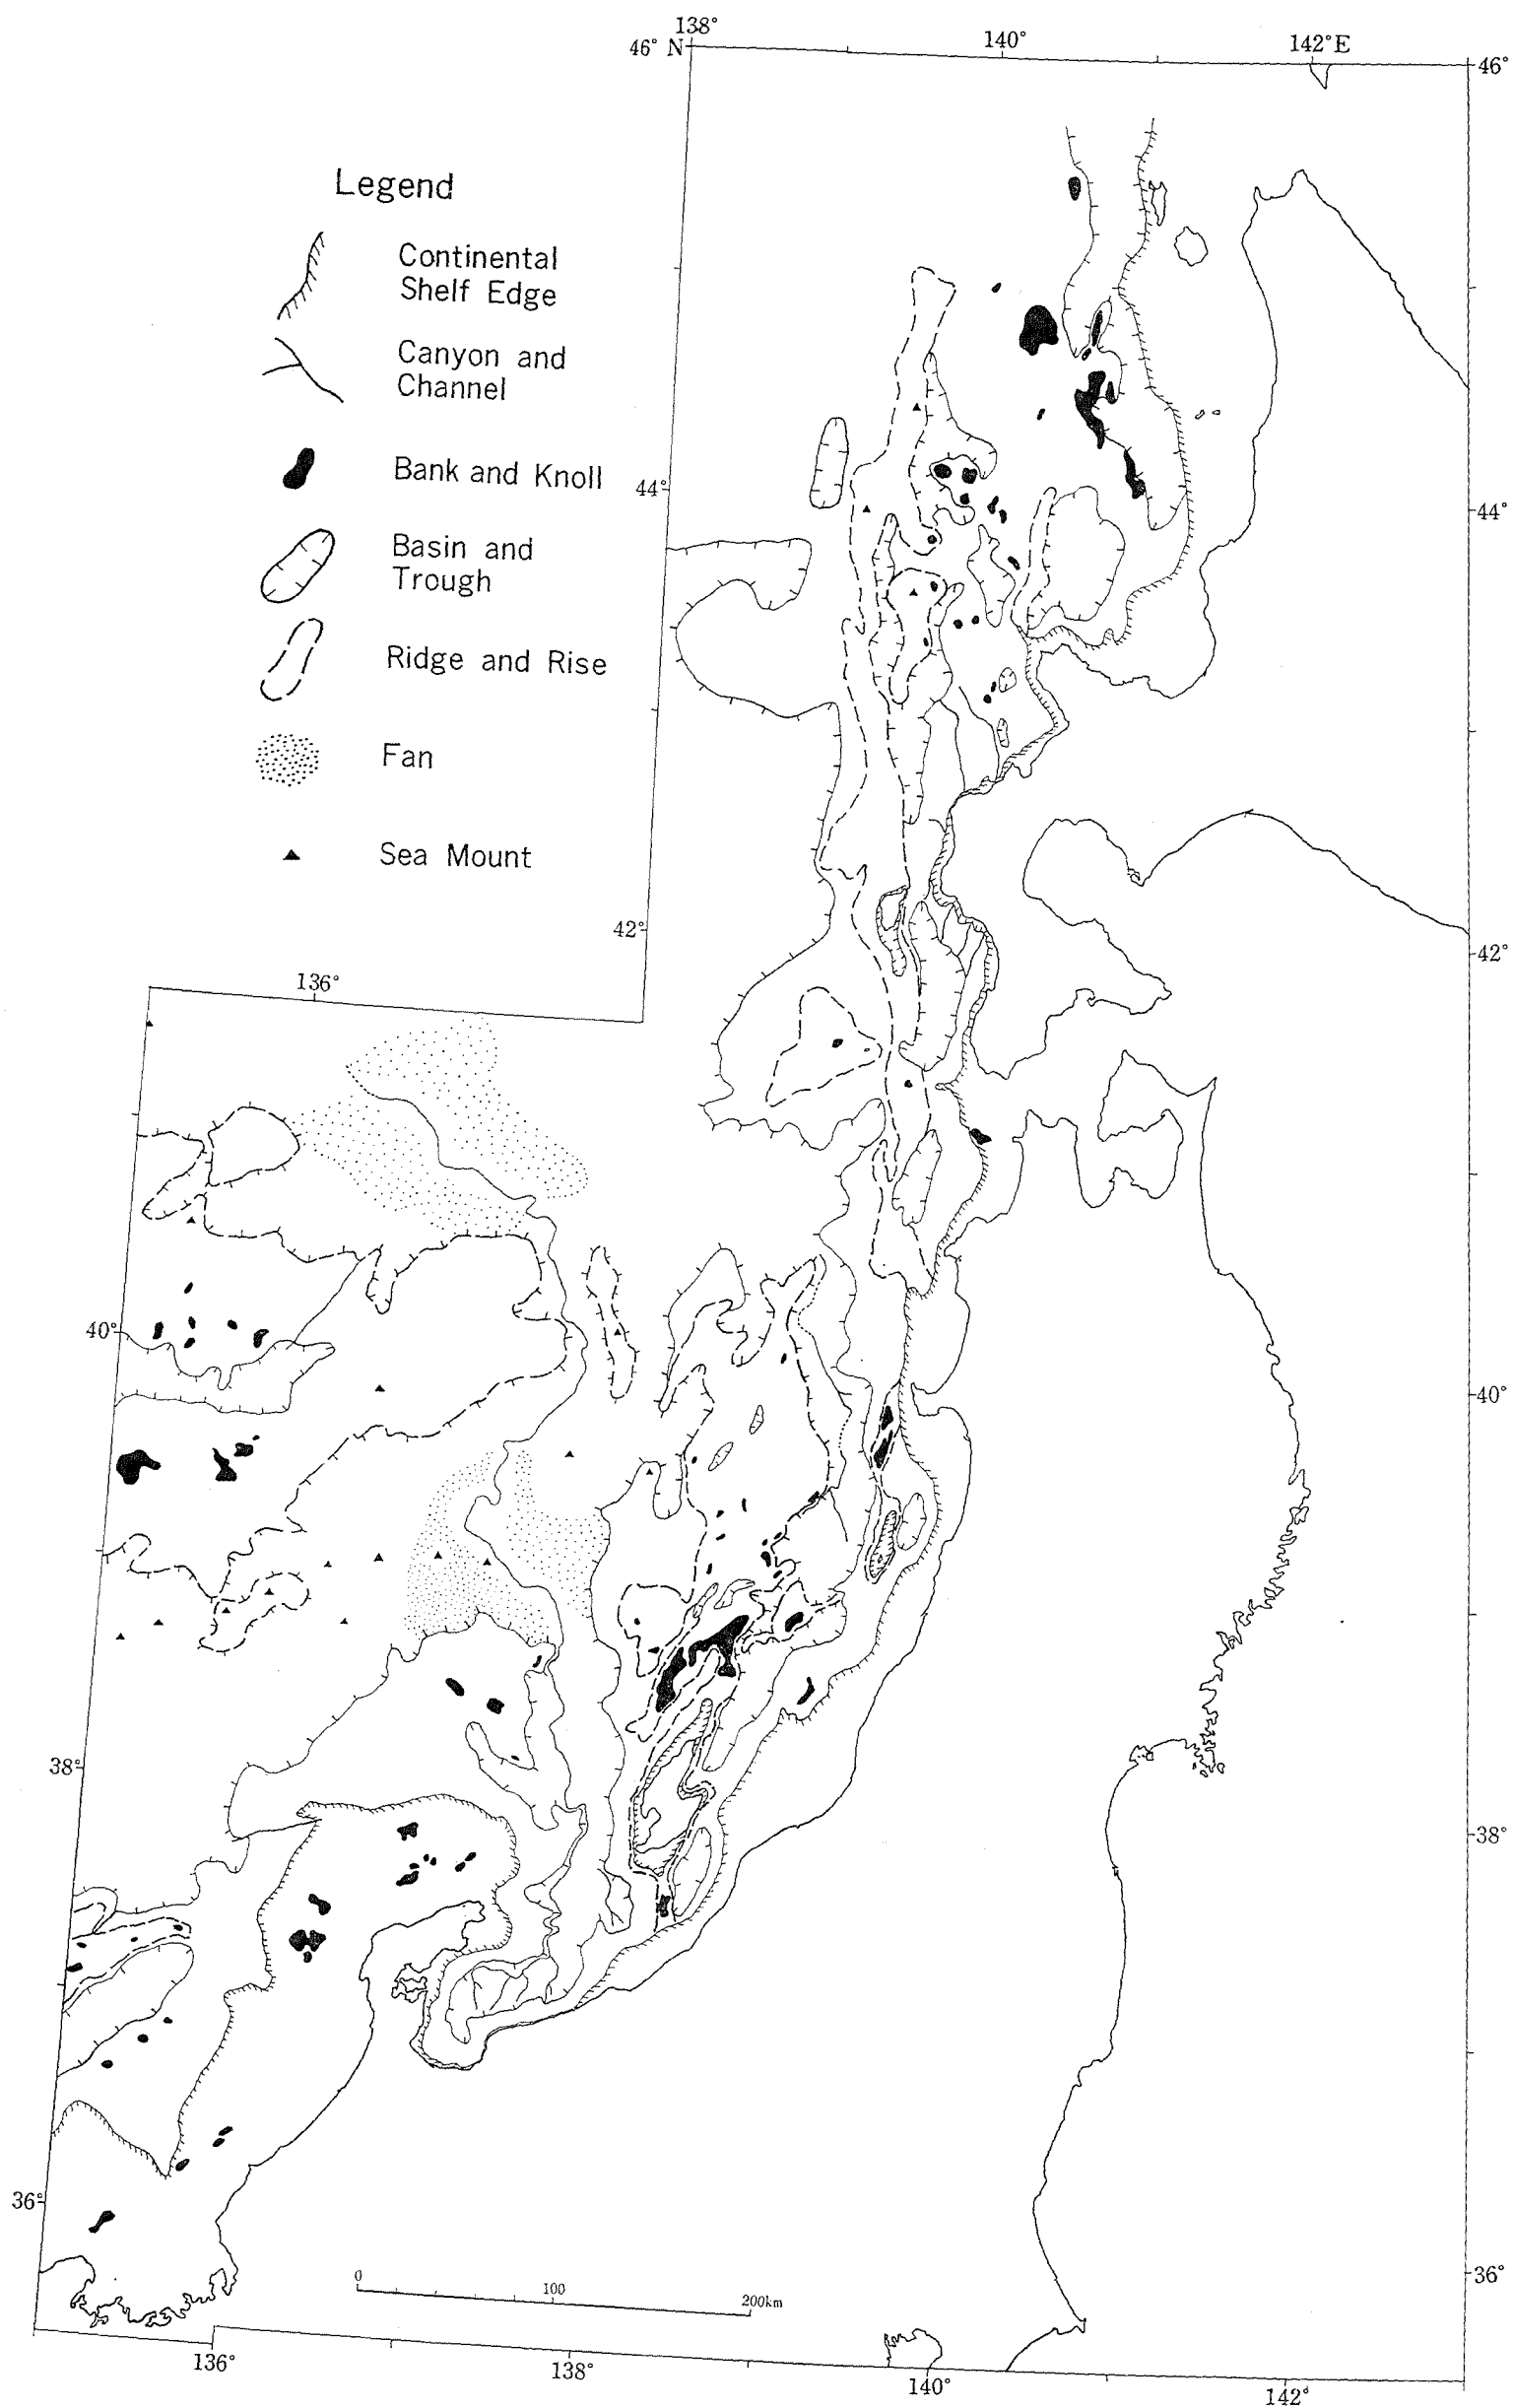 138°
46° N
140°
142°E
46°
Legend
Continental
Shelf Edge
Canyon and
Channel
Bank and Knoll
44°
44°
Basin and
Trough
Ridge and Rise
Fan
Sea Mount
42°
42°
136°
40°
40°
38°
38°
36°
36°
0
100
200km
136°
138°
140°
142°